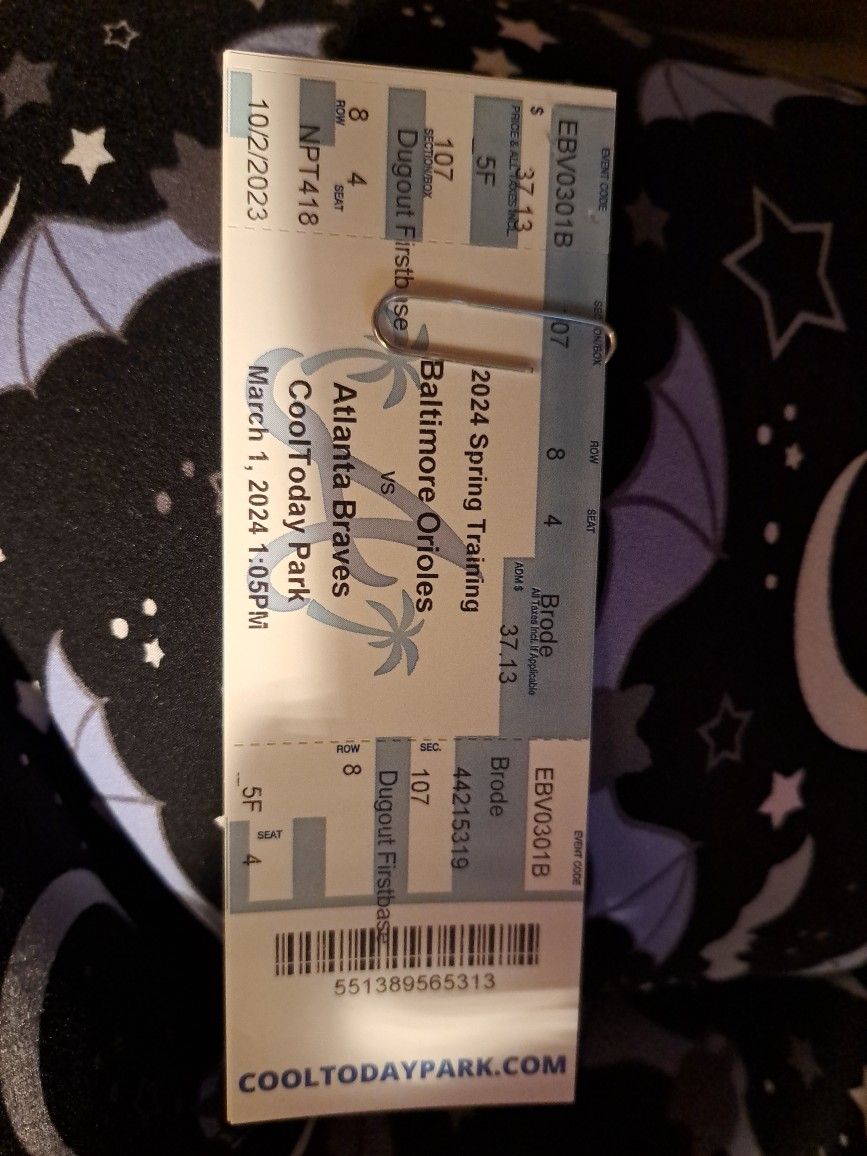 EVENT CODE
EBV0301B
$ 37.13
PRICE & ALL TAXES INCL.
5F
107
SECTION/BOX
Dugout Firstbase
8 4
ROW SEAT
NPT418
10/2/2023
SECTION/BOX ROW SEAT
107 8 4 Brode
All Taxes Incl. If Applicable
ADM $ 37.13
2024 Spring Training
Baltimore Orioles
vs
Atlanta Braves
CoolToday Park
March 1, 2024 1:05PM
EVENT CODE
EBV0301B
Brode
44215319
SEC. 107
Dugout Firstbase
ROW 8
SEAT 4
_5F
551389565313
COOLTODAYPARK.COM